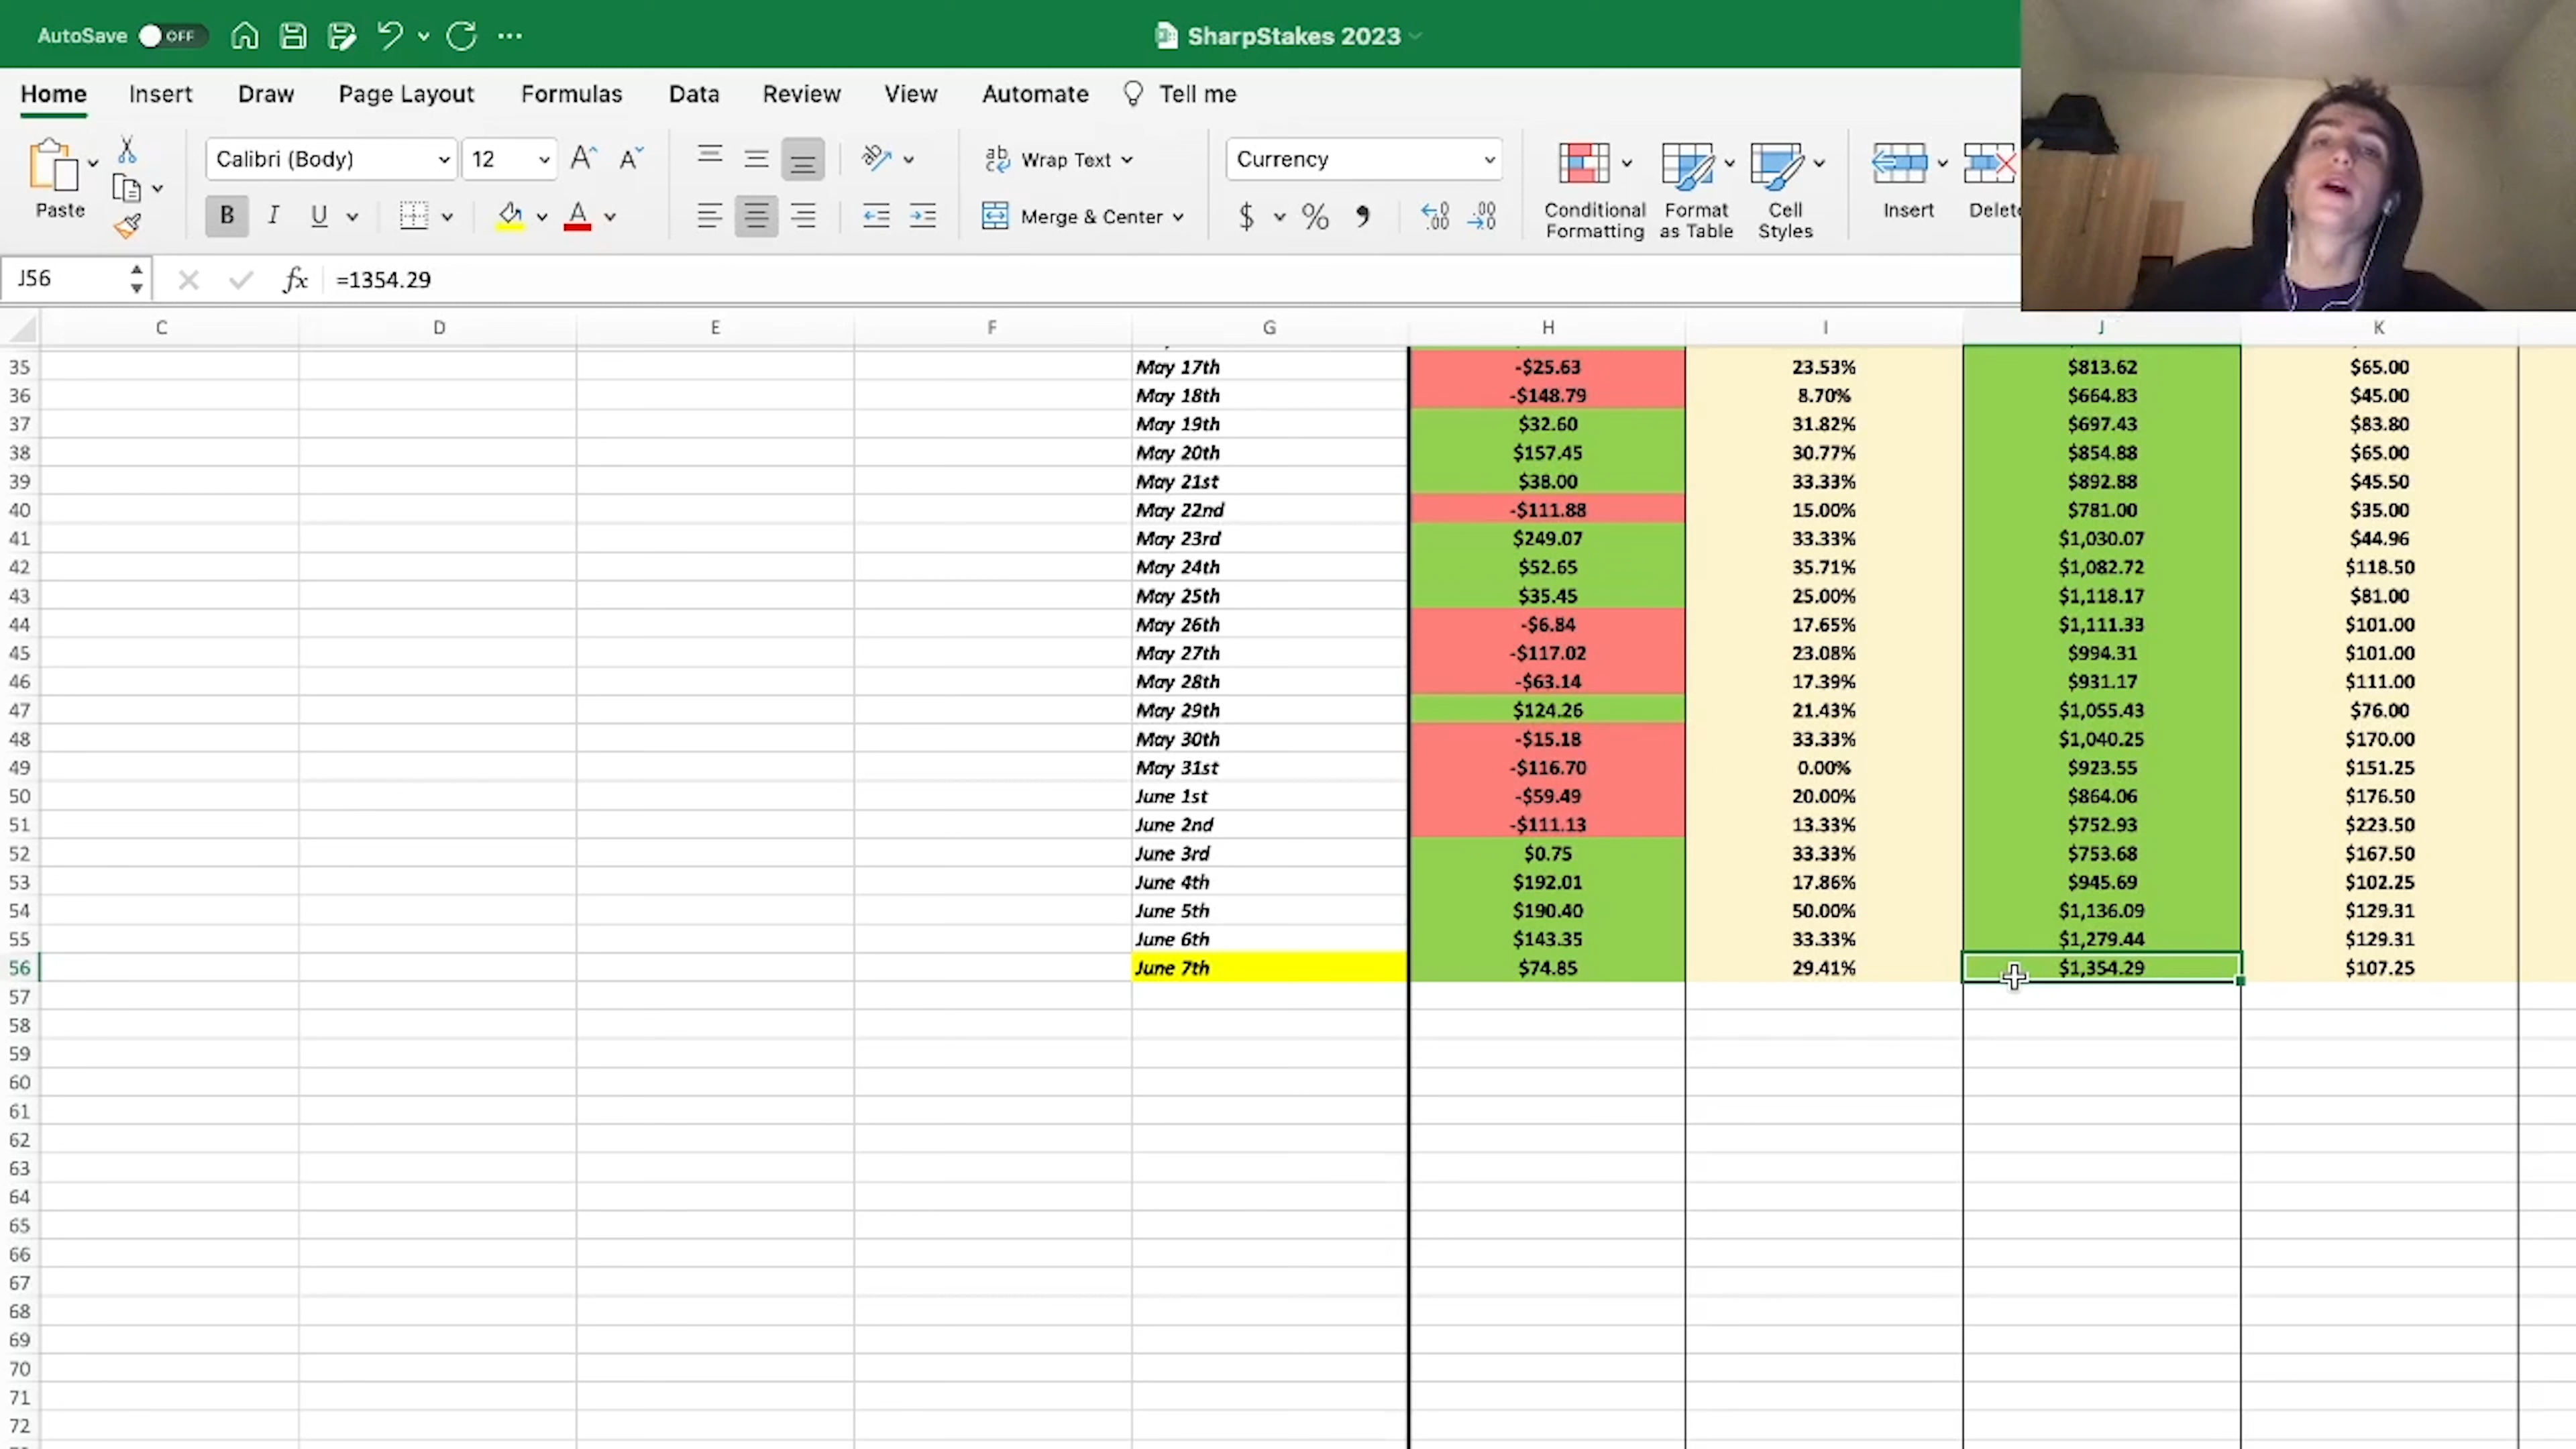 AutoSave OFF SharpStakes 2023
Home Insert Draw Page Layout Formulas Data Review View Automate Tell me
Calibri (Body) 12 Wrap Text Currency
Paste B I U Merge & Center $ % Conditional Formatting Format as Table Cell Styles Insert Delete
J56 fx =1354.29
C D E F G H I J K
35 May 17th -$25.63 23.53% $813.62 $65.00
36 May 18th -$148.79 8.70% $664.83 $45.00
37 May 19th $32.60 31.82% $697.43 $83.80
38 May 20th $157.45 30.77% $854.88 $65.00
39 May 21st $38.00 33.33% $892.88 $45.50
40 May 22nd -$111.88 15.00% $781.00 $35.00
41 May 23rd $249.07 33.33% $1,030.07 $44.96
42 May 24th $52.65 35.71% $1,082.72 $118.50
43 May 25th $35.45 25.00% $1,118.17 $81.00
44 May 26th -$6.84 17.65% $1,111.33 $101.00
45 May 27th -$117.02 23.08% $994.31 $101.00
46 May 28th -$63.14 17.39% $931.17 $111.00
47 May 29th $124.26 21.43% $1,055.43 $76.00
48 May 30th -$15.18 33.33% $1,040.25 $170.00
49 May 31st -$116.70 0.00% $923.55 $151.25
50 June 1st -$59.49 20.00% $864.06 $176.50
51 June 2nd -$111.13 13.33% $752.93 $223.50
52 June 3rd $0.75 33.33% $753.68 $167.50
53 June 4th $192.01 17.86% $945.69 $102.25
54 June 5th $190.40 50.00% $1,136.09 $129.31
55 June 6th $143.35 33.33% $1,279.44 $129.31
56 June 7th $74.85 29.41% $1,354.29 $107.25
57
58
59
60
61
62
63
64
65
66
67
68
69
70
71
72